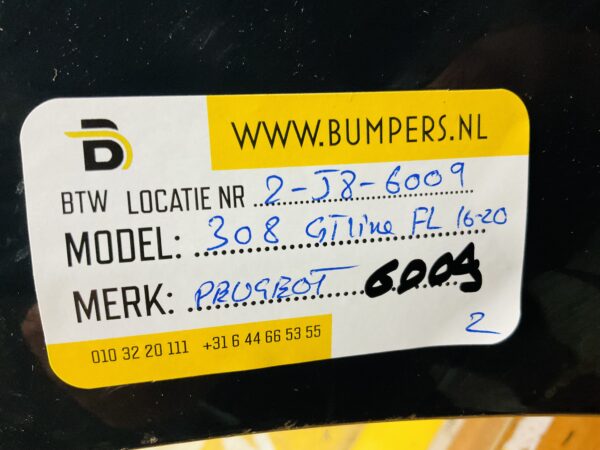 WWW.BUMPERS.NL
BTW LOCATIE NR 2-J8-6009
MODEL: 308 GTline FL 16-20
MERK: PEUGEOT 6009
2
010 32 20 111 +31 6 44 66 53 55